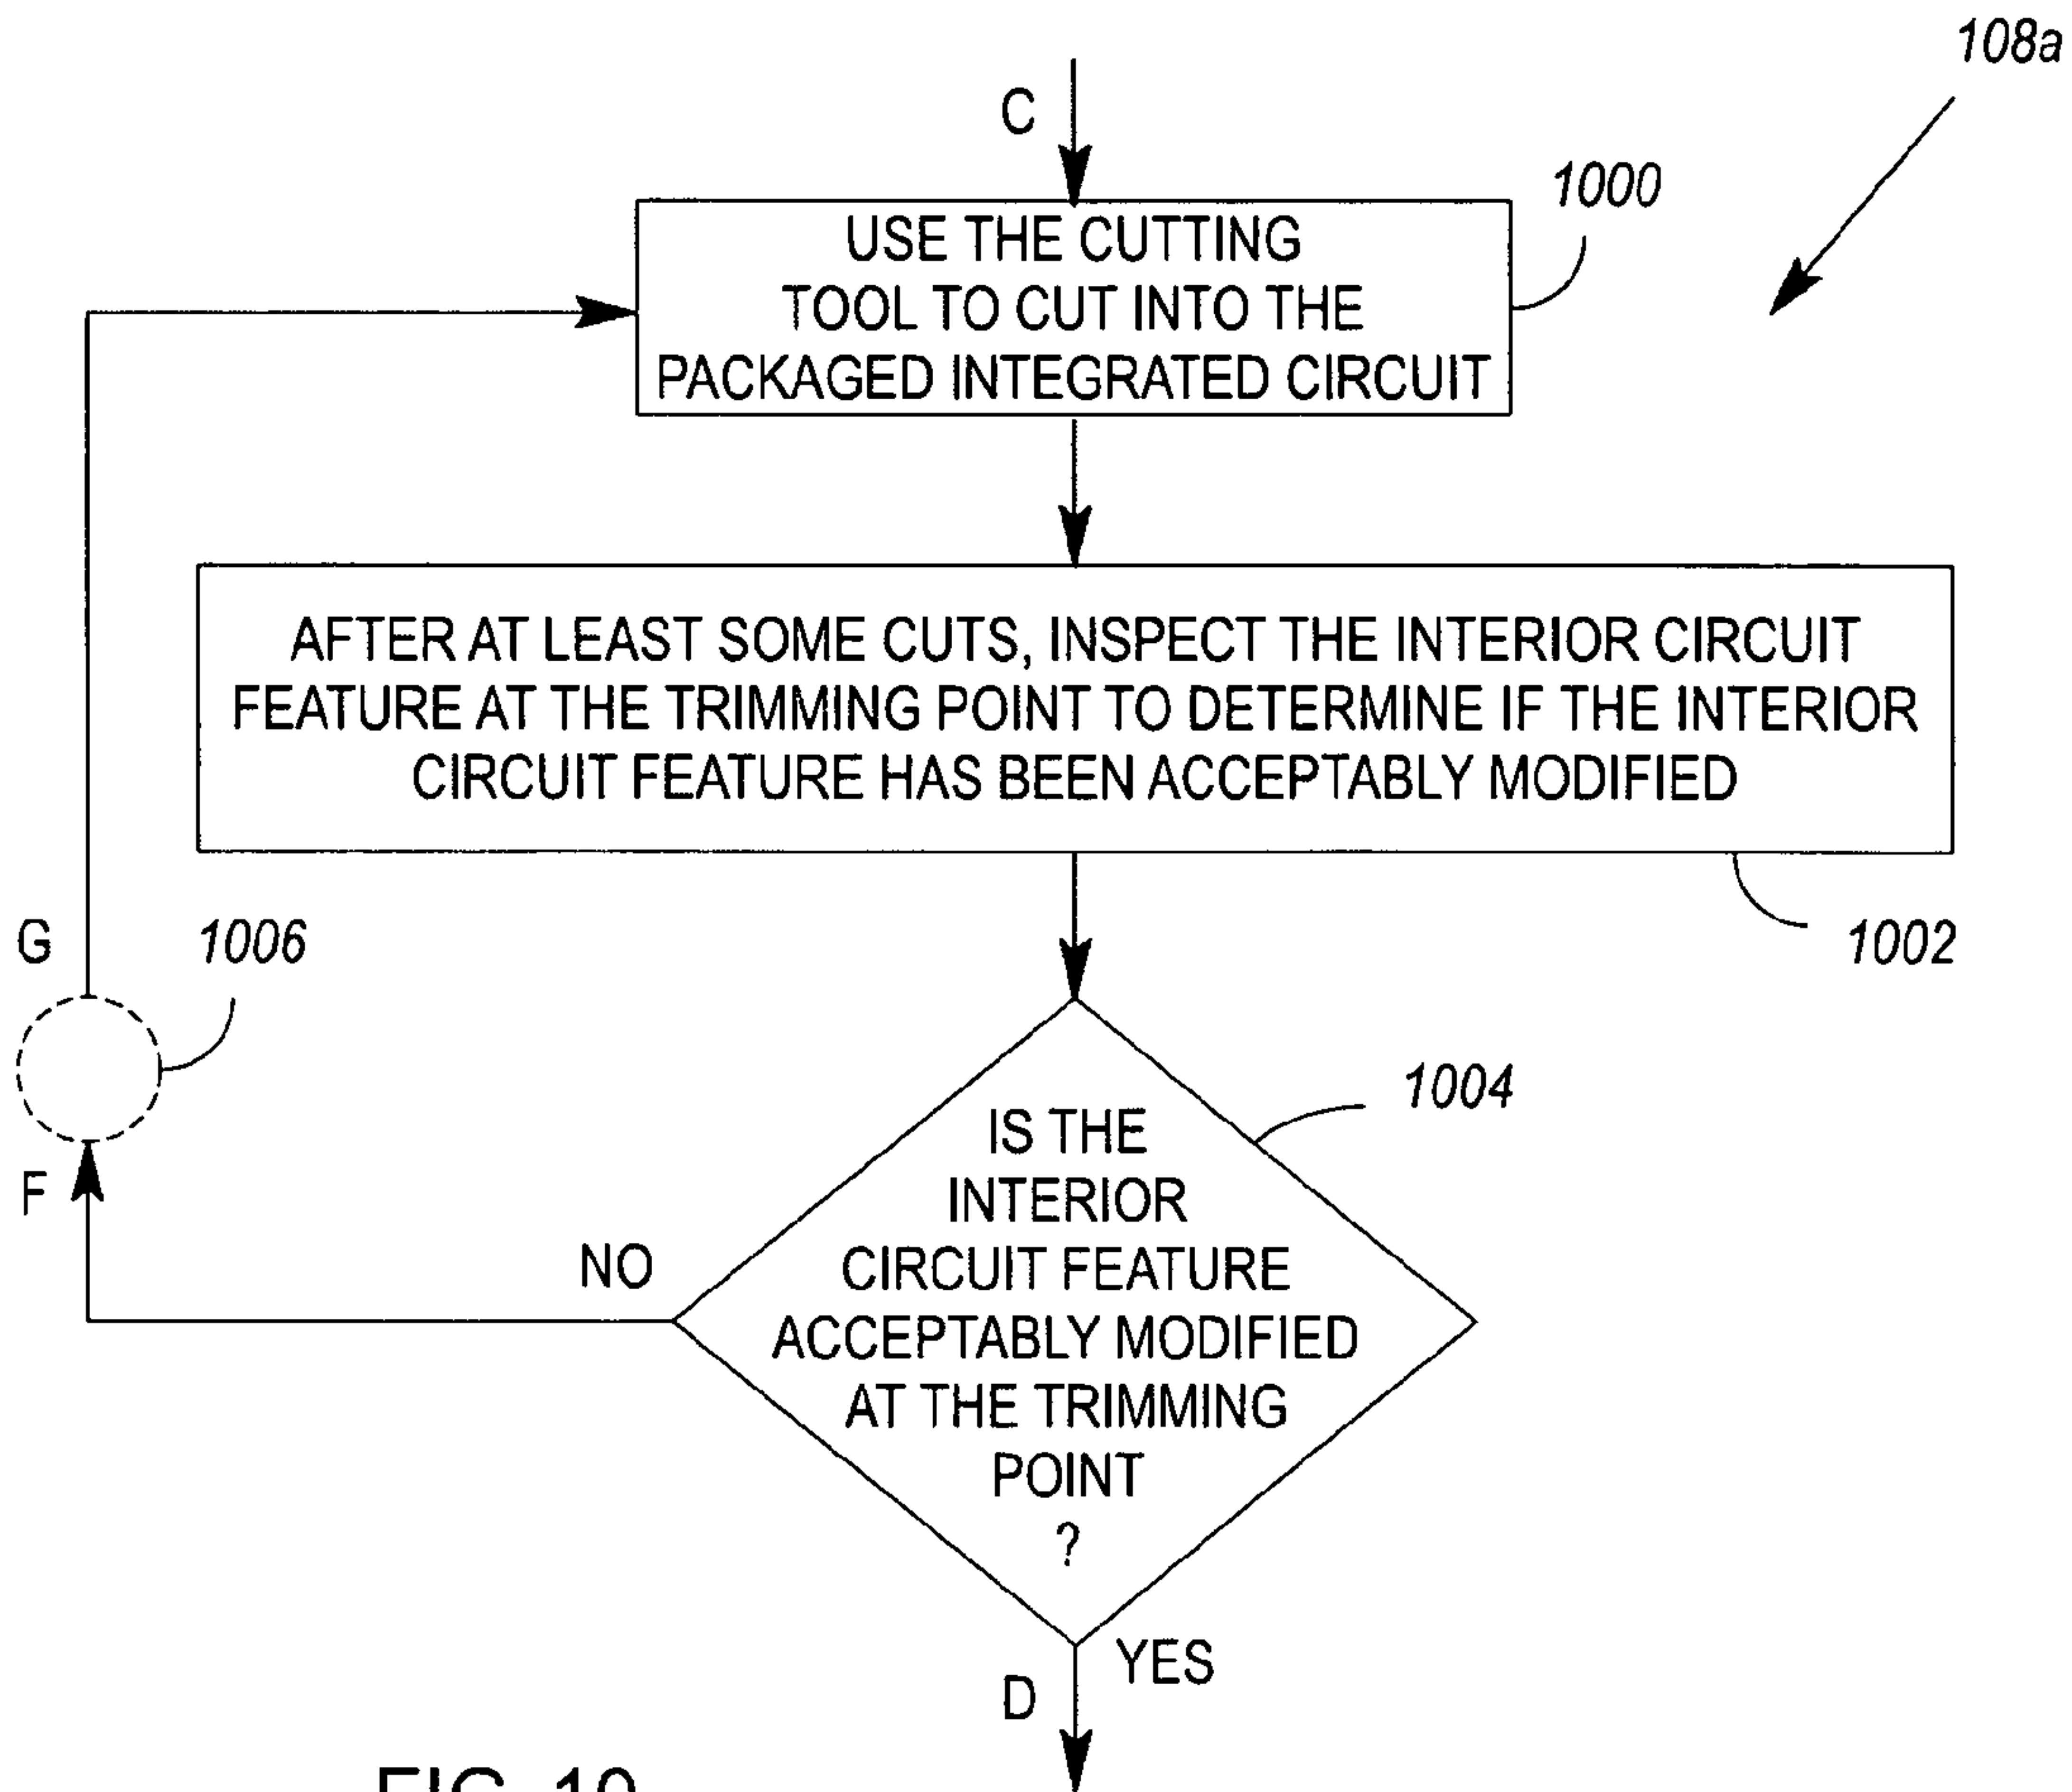 108a
C
1000
USE THE CUTTING
TOOL TO CUT INTO THE
PACKAGED INTEGRATED CIRCUIT
AFTER AT LEAST SOME CUTS, INSPECT THE INTERIOR CIRCUIT
FEATURE AT THE TRIMMING POINT TO DETERMINE IF THE INTERIOR
CIRCUIT FEATURE HAS BEEN ACCEPTABLY MODIFIED
1002
G
1006
1004
F
IS THE
INTERIOR
CIRCUIT FEATURE
ACCEPTABLY MODIFIED
AT THE TRIMMING
POINT
?
NO
YES
D
FIG. 10